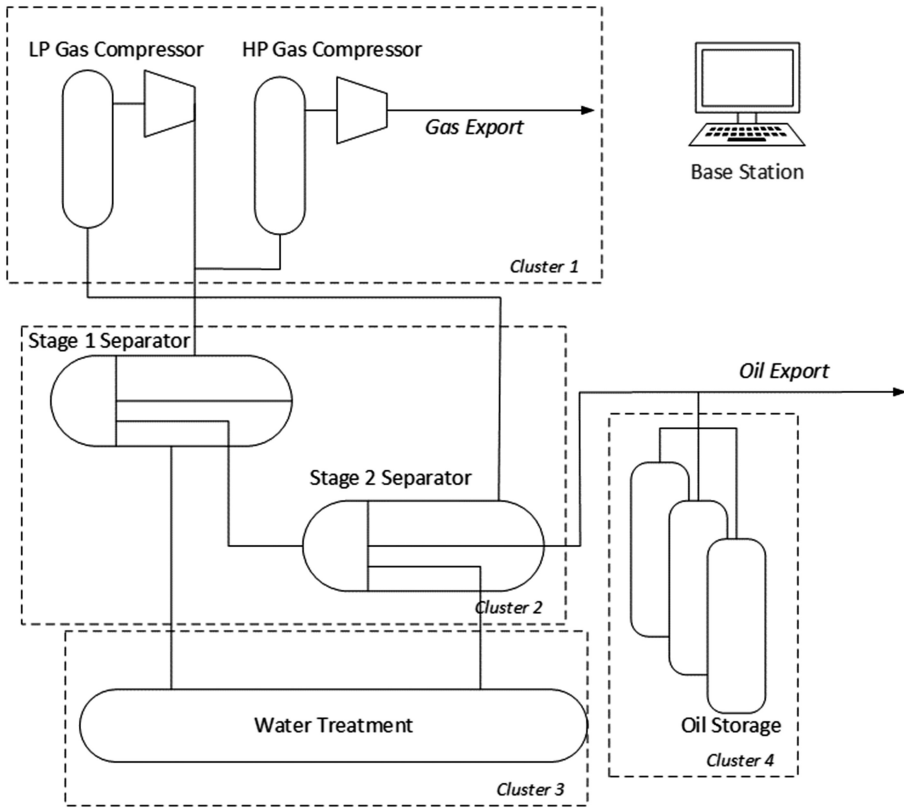 LP Gas Compressor
HP Gas Compressor
Gas Export
Base Station
Cluster 1
Stage 1 Separator
Oil Export
Stage 2 Separator
Cluster 2
Water Treatment
Oil Storage
Cluster 4
Cluster 3